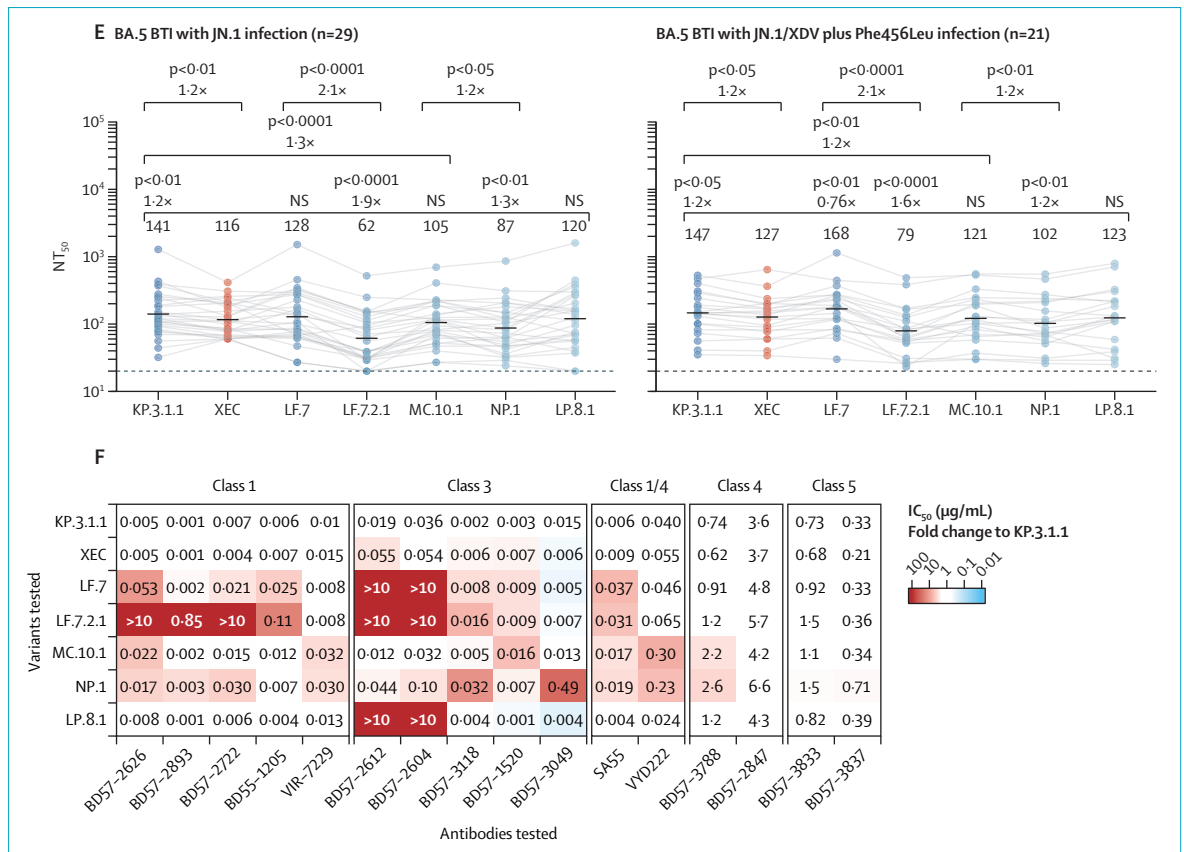 E BA.5 BTI with JN.1 infection (n=29)
p<0·01 p<0·0001 p<0·05
1·2× 2·1× 1·2×
p<0·0001
1·3×
p<0·01 p<0·0001 p<0·01
1·2× NS 1·9× NS 1·3× NS
141 116 128 62 105 87 120
NT50
10⁵
10⁴
10³
10²
10¹
KP.3.1.1 XEC LF.7 LF.7.2.1 MC.10.1 NP.1 LP.8.1
BA.5 BTI with JN.1/XDV plus Phe456Leu infection (n=21)
p<0·05 p<0·0001 p<0·01
1·2× 2·1× 1·2×
p<0·01
1·2×
p<0·05 p<0·01 p<0·0001 p<0·01
1·2× 0·76× 1·6× NS 1·2× NS
147 127 168 79 121 102 123
KP.3.1.1 XEC LF.7 LF.7.2.1 MC.10.1 NP.1 LP.8.1
F
Class 1 Class 3 Class 1/4 Class 4 Class 5
Variants tested
KP.3.1.1 0·005 0·001 0·007 0·006 0·01 0·019 0·036 0·002 0·003 0·015 0·006 0·040 0·74 3·6 0·73 0·33
XEC 0·005 0·001 0·004 0·007 0·015 0·055 0·054 0·006 0·007 0·006 0·009 0·055 0·62 3·7 0·68 0·21
LF.7 0·053 0·002 0·021 0·025 0·008 >10 >10 0·008 0·009 0·005 0·037 0·046 0·91 4·8 0·92 0·33
LF.7.2.1 >10 0·85 >10 0·11 0·008 >10 >10 0·016 0·009 0·007 0·031 0·065 1·2 5·7 1·5 0·36
MC.10.1 0·022 0·002 0·015 0·012 0·032 0·012 0·032 0·005 0·016 0·013 0·017 0·30 2·2 4·2 1·1 0·34
NP.1 0·017 0·003 0·030 0·007 0·030 0·044 0·10 0·032 0·007 0·49 0·019 0·23 2·6 6·6 1·5 0·71
LP.8.1 0·008 0·001 0·006 0·004 0·013 >10 >10 0·004 0·001 0·004 0·004 0·024 1·2 4·3 0·82 0·39
BD57-2626 BD57-2893 BD57-2722 BD55-1205 VIR-7229 BD57-2612 BD57-2604 BD57-3118 BD57-1520 BD57-3049 SA55 VYD222 BD57-3788 BD57-2847 BD57-3833 BD57-3837
Antibodies tested
IC50 (μg/mL)
Fold change to KP.3.1.1
100 10 1 0·1 0·01